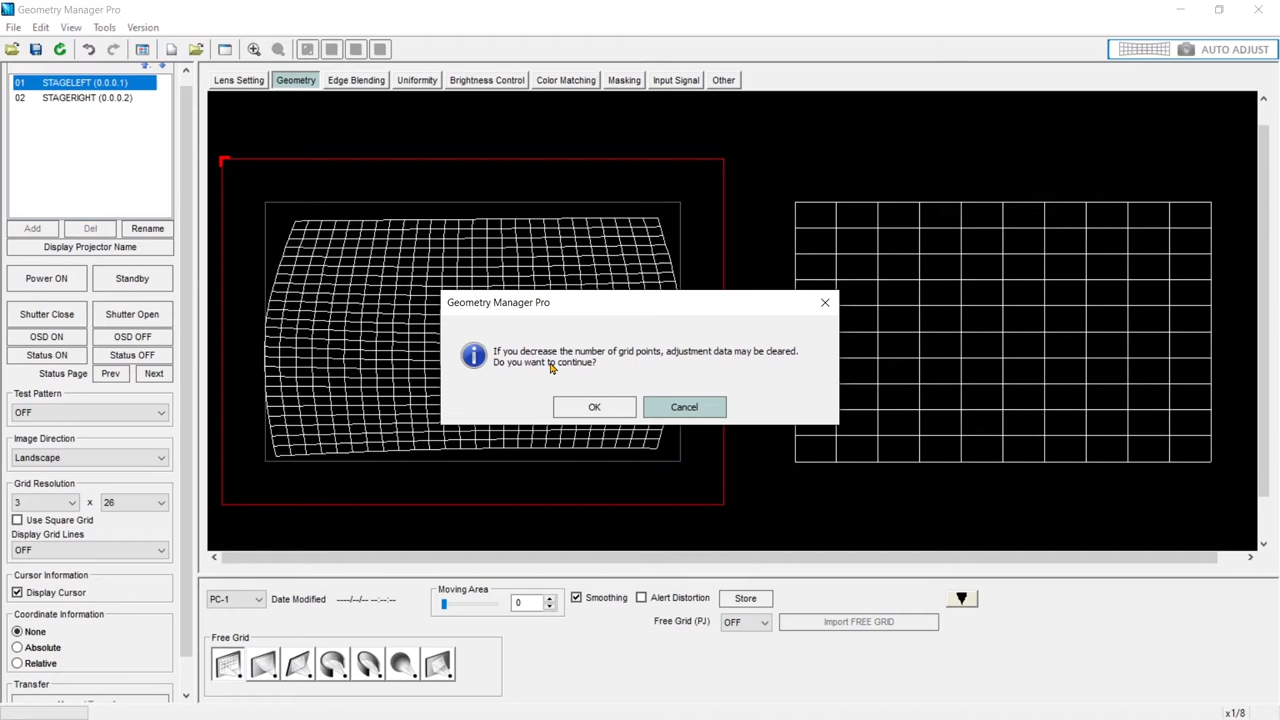 Geometry Manager Pro
File Edit View Tools Version
AUTO ADJUST
01 STAGELEFT (0.0.0.1)
02 STAGERIGHT (0.0.0.2)
Add Del Rename
Display Projector Name
Power ON Standby
Shutter Close Shutter Open
OSD ON OSD OFF
Status ON Status OFF
Status Page Prev Next
Test Pattern
OFF
Image Direction
Landscape
Grid Resolution
3 x 26
Use Square Grid
Display Grid Lines
OFF
Cursor Information
Display Cursor
Coordinate Information
None
Absolute
Relative
Transfer
Lens Setting Geometry Edge Blending Uniformity Brightness Control Color Matching Masking Input Signal Other
Geometry Manager Pro
If you decrease the number of grid points, adjustment data may be cleared.
Do you want to continue?
OK Cancel
PC-1 Date Modified ----/--/-- --:--:--
Moving Area
0
Smoothing Alert Distortion Store
Free Grid (PJ) OFF Import FREE GRID
Free Grid
x1/8